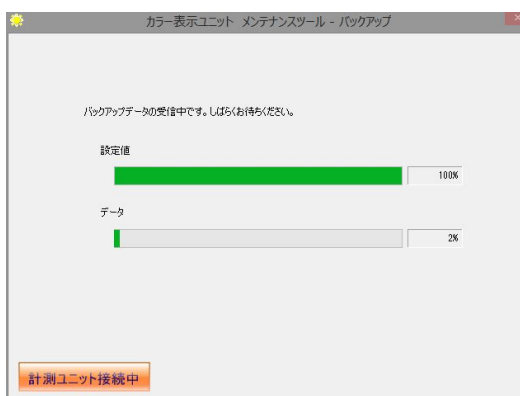 カラー表示ユニット メンテナンスツール - バックアップ
バックアップデータの受信中です。しばらくお待ちください。
設定値
100%
データ
2%
計測ユニット接続中